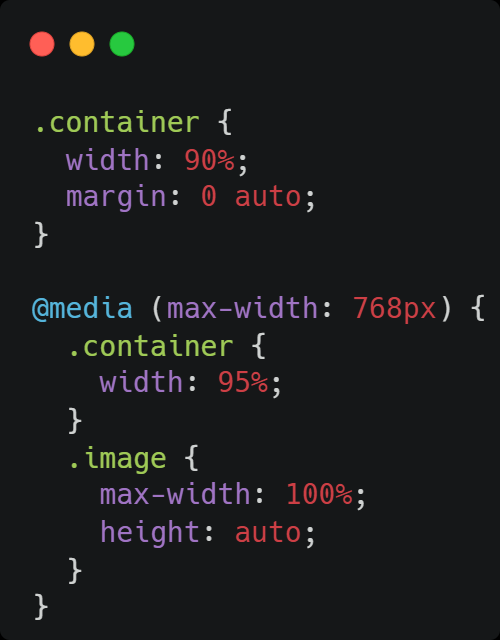 .container {
  width: 90%;
  margin: 0 auto;
}

@media (max-width: 768px) {
  .container {
    width: 95%;
  }
  .image {
    max-width: 100%;
    height: auto;
  }
}